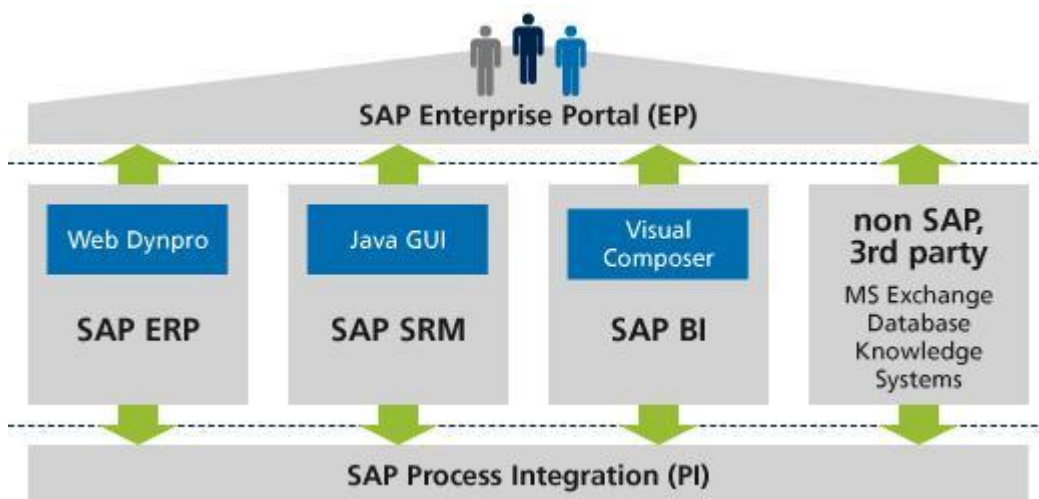 SAP Enterprise Portal (EP)
Web Dynpro
SAP ERP
Java GUI
SAP SRM
Visual
Composer
SAP BI
non SAP,
3rd party
MS Exchange
Database
Knowledge
Systems
SAP Process Integration (PI)